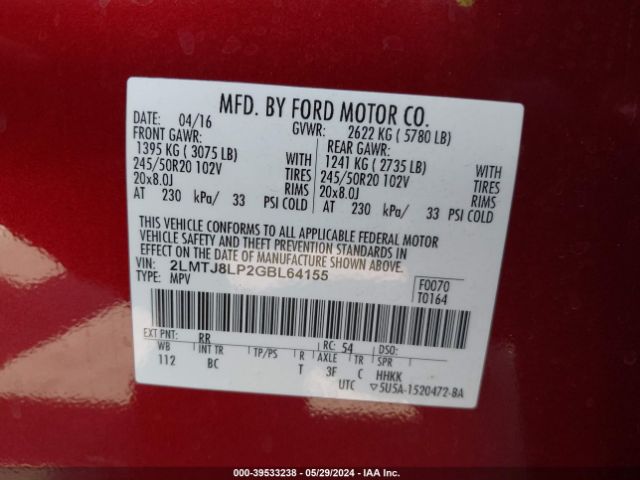 MFD. BY FORD MOTOR CO.
DATE: 04/16 GVWR: 2622 KG ( 5780 LB)
FRONT GAWR: REAR GAWR:
1395 KG ( 3075 LB) WITH 1241 KG ( 2735 LB) WITH
245/50R20 102V TIRES 245/50R20 102V TIRES
20x8.0J RIMS 20x8.0J RIMS
AT 230 kPa/ 33 PSI COLD AT 230 kPa/ 33 PSI COLD
THIS VEHICLE CONFORMS TO ALL APPLICABLE FEDERAL MOTOR
VEHICLE SAFETY AND THEFT PREVENTION STANDARDS IN
EFFECT ON THE DATE OF MANUFACTURE SHOWN ABOVE.
VIN: 2LMTJ8LP2GBL64155
TYPE: MPV
F0070
T0164
EXT PNT: RR RC: 54 DSO:
WB INT TR TP/PS R AXLE TR SPR
112 BC T 3F C HHKK
UTC ▽5U5A-1520472-BA
000-39533238 - 05/29/2024 - IAA Inc.